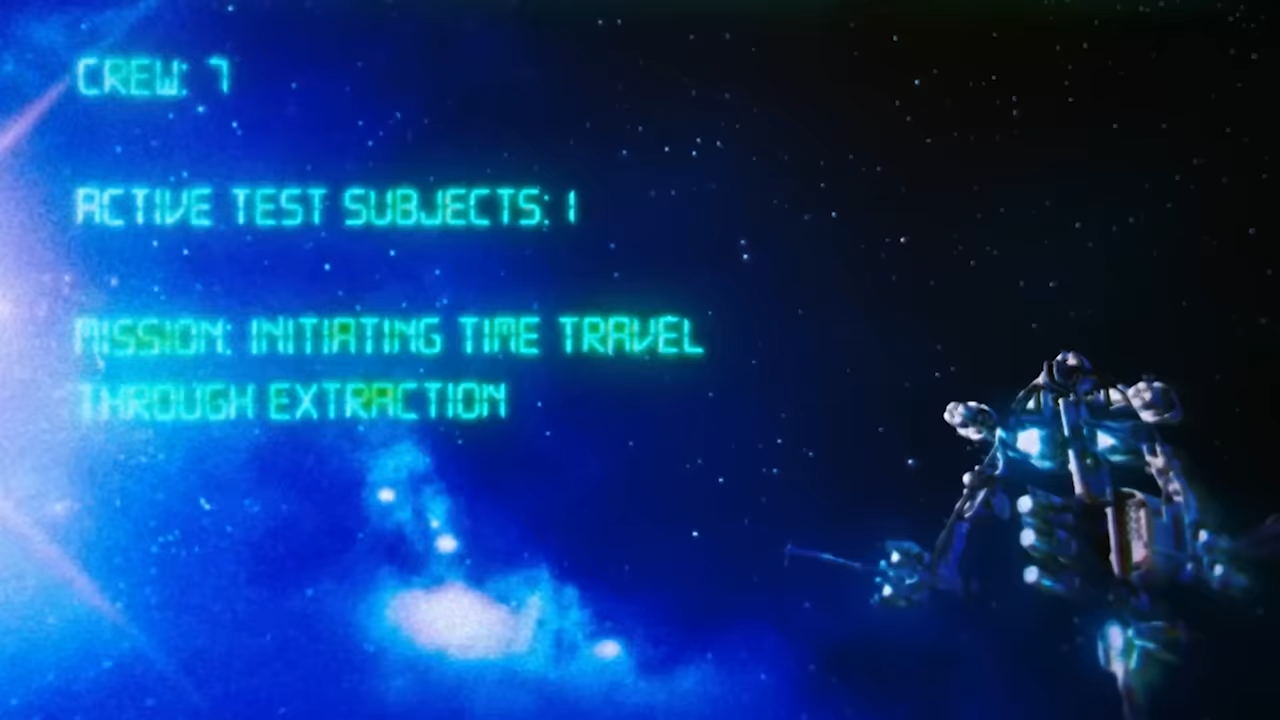 CREW: 7
ACTIVE TEST SUBJECTS: 1
MISSION: INITIATING TIME TRAVEL
THROUGH EXTRACTION